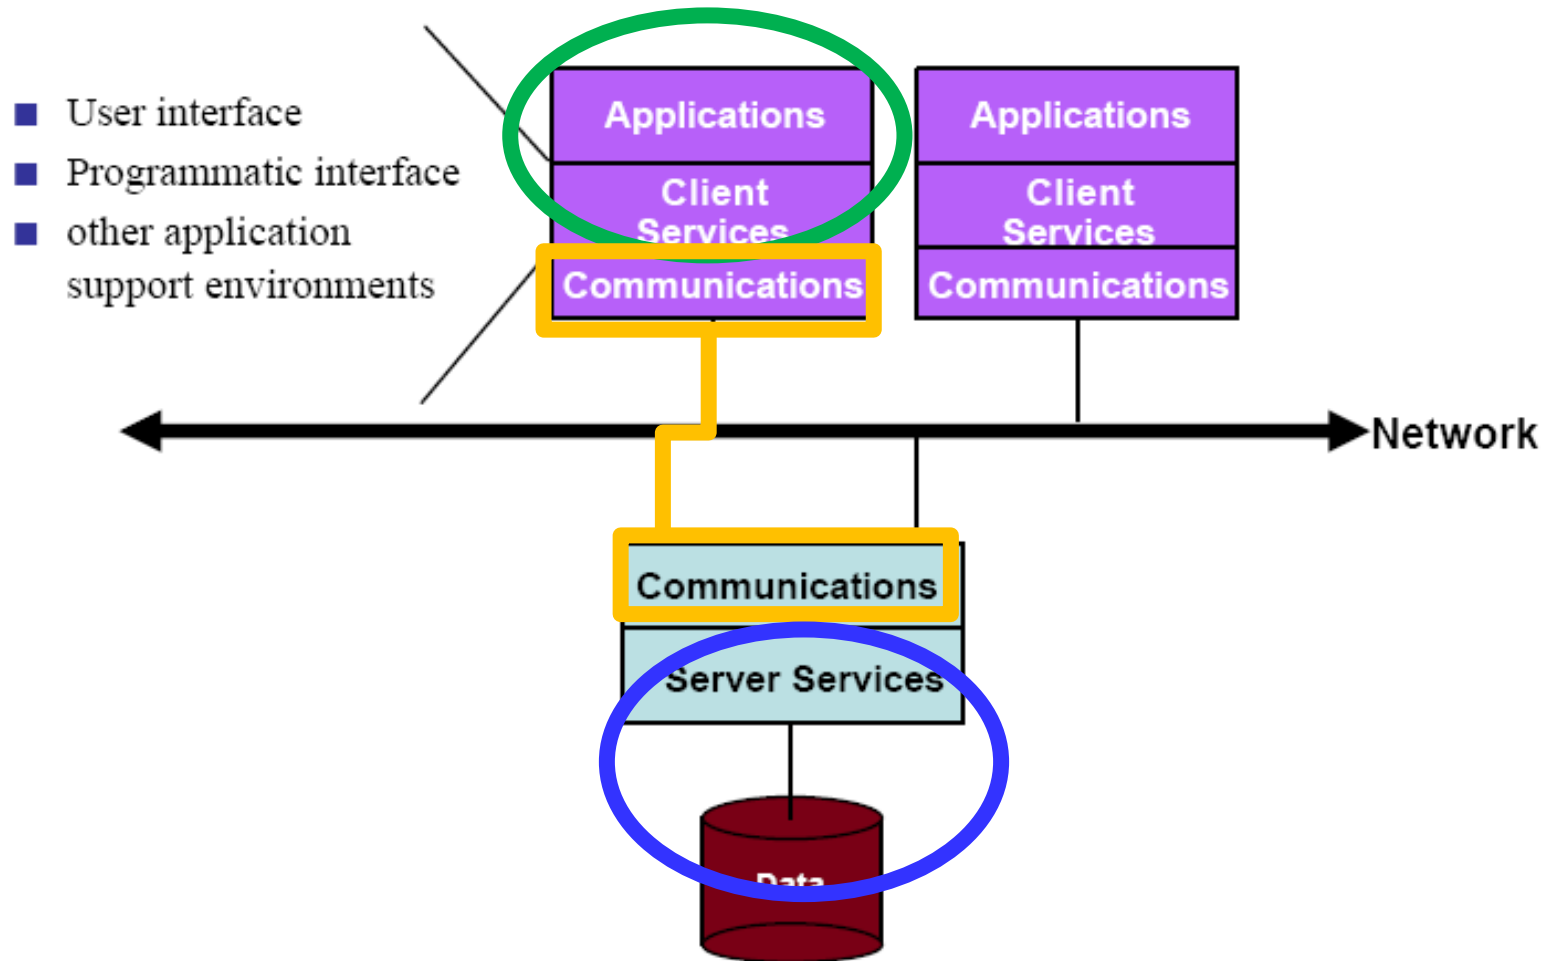 User interface
Programmatic interface
other application
support environments
Applications
Client
Services
Communications
Applications
Client
Services
Communications
Network
Communications
Server Services
Data